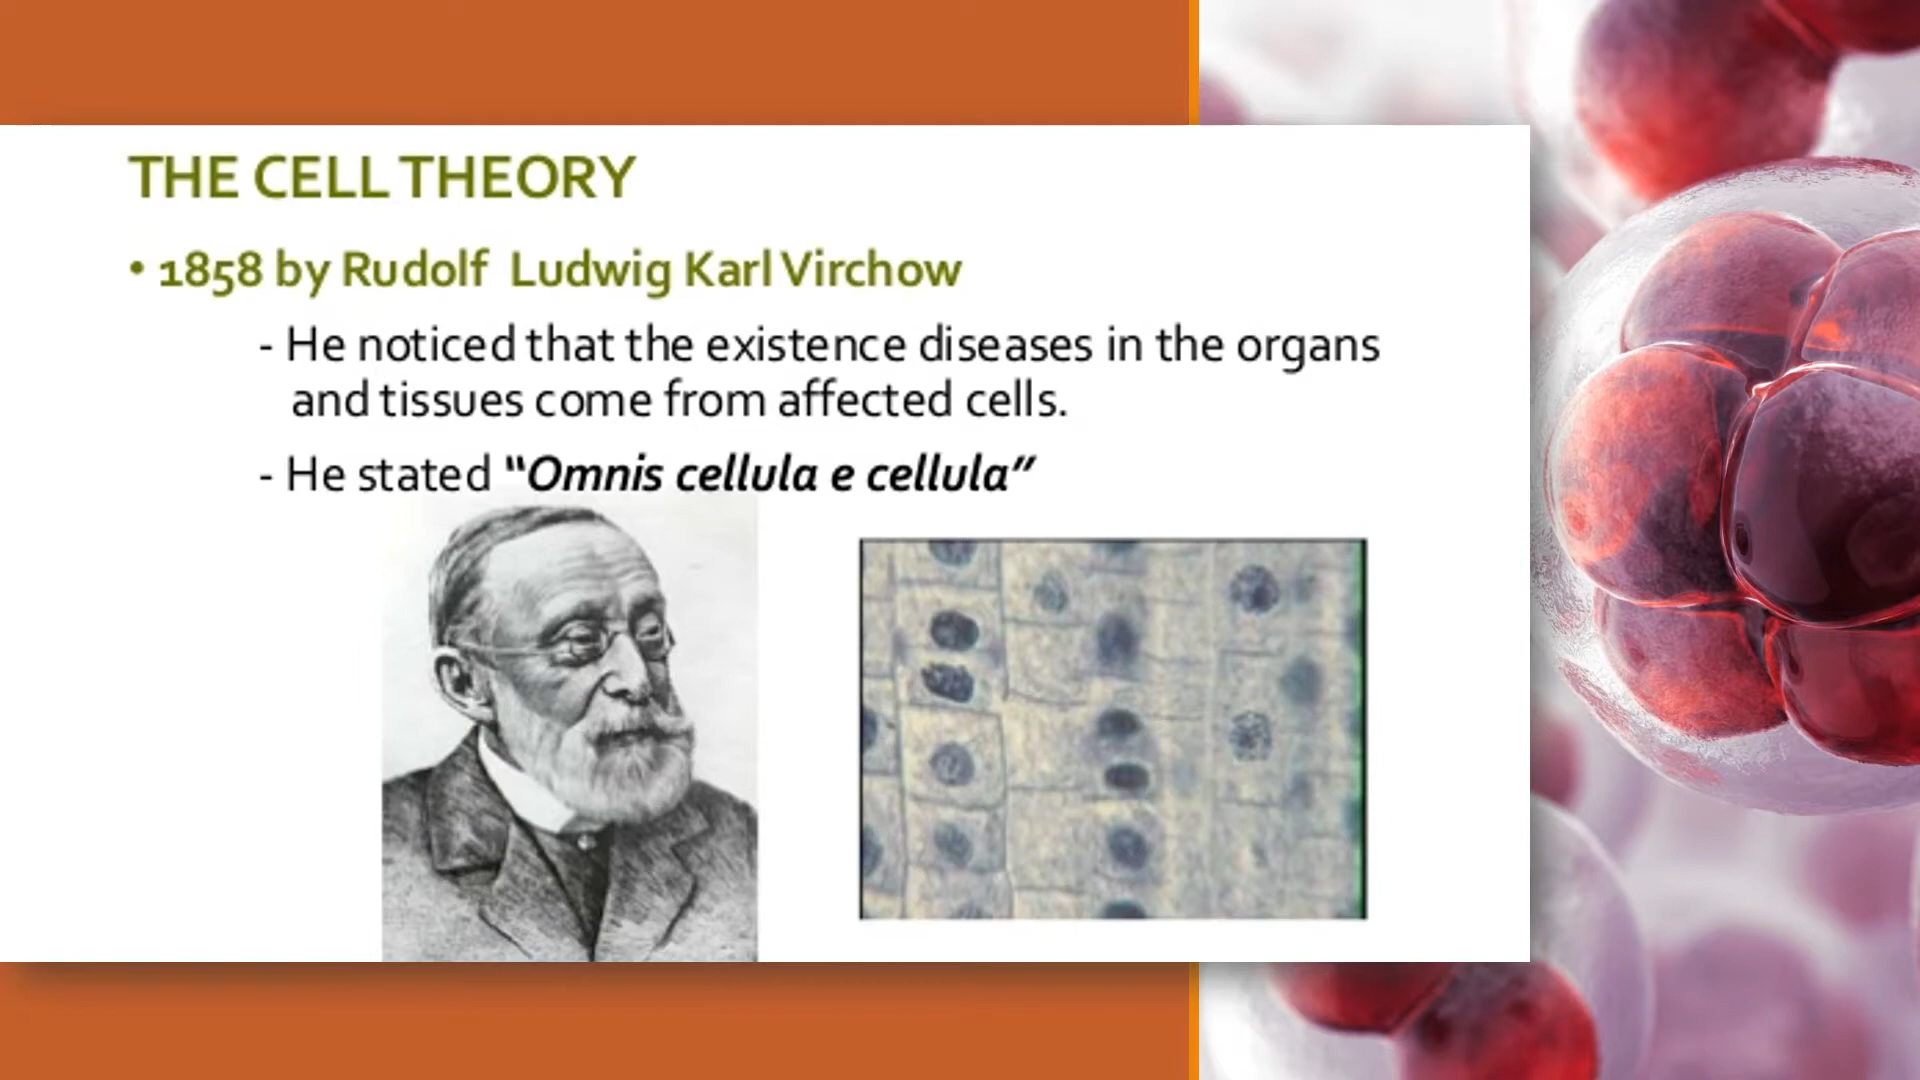 THE CELL THEORY
• 1858 by Rudolf Ludwig Karl Virchow
- He noticed that the existence diseases in the organs
and tissues come from affected cells.
- He stated “Omnis cellula e cellula”